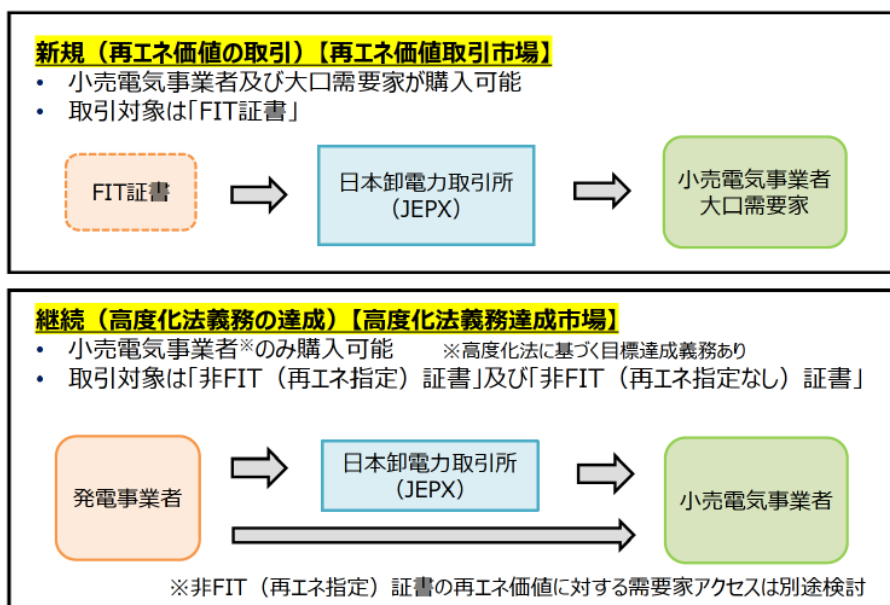 新規（再エネ価値の取引）【再エネ価値取引市場】
• 小売電気事業者及び大口需要家が購入可能
• 取引対象は「FIT証書」
FIT証書
日本卸電力取引所
（JEPX）
小売電気事業者
大口需要家
継続（高度化法義務の達成）【高度化法義務達成市場】
• 小売電気事業者※のみ購入可能 ※高度化法に基づく目標達成義務あり
• 取引対象は「非FIT（再エネ指定）証書」及び「非FIT（再エネ指定なし）証書」
発電事業者
日本卸電力取引所
（JEPX）
小売電気事業者
※非FIT（再エネ指定）証書の再エネ価値に対する需要家アクセスは別途検討